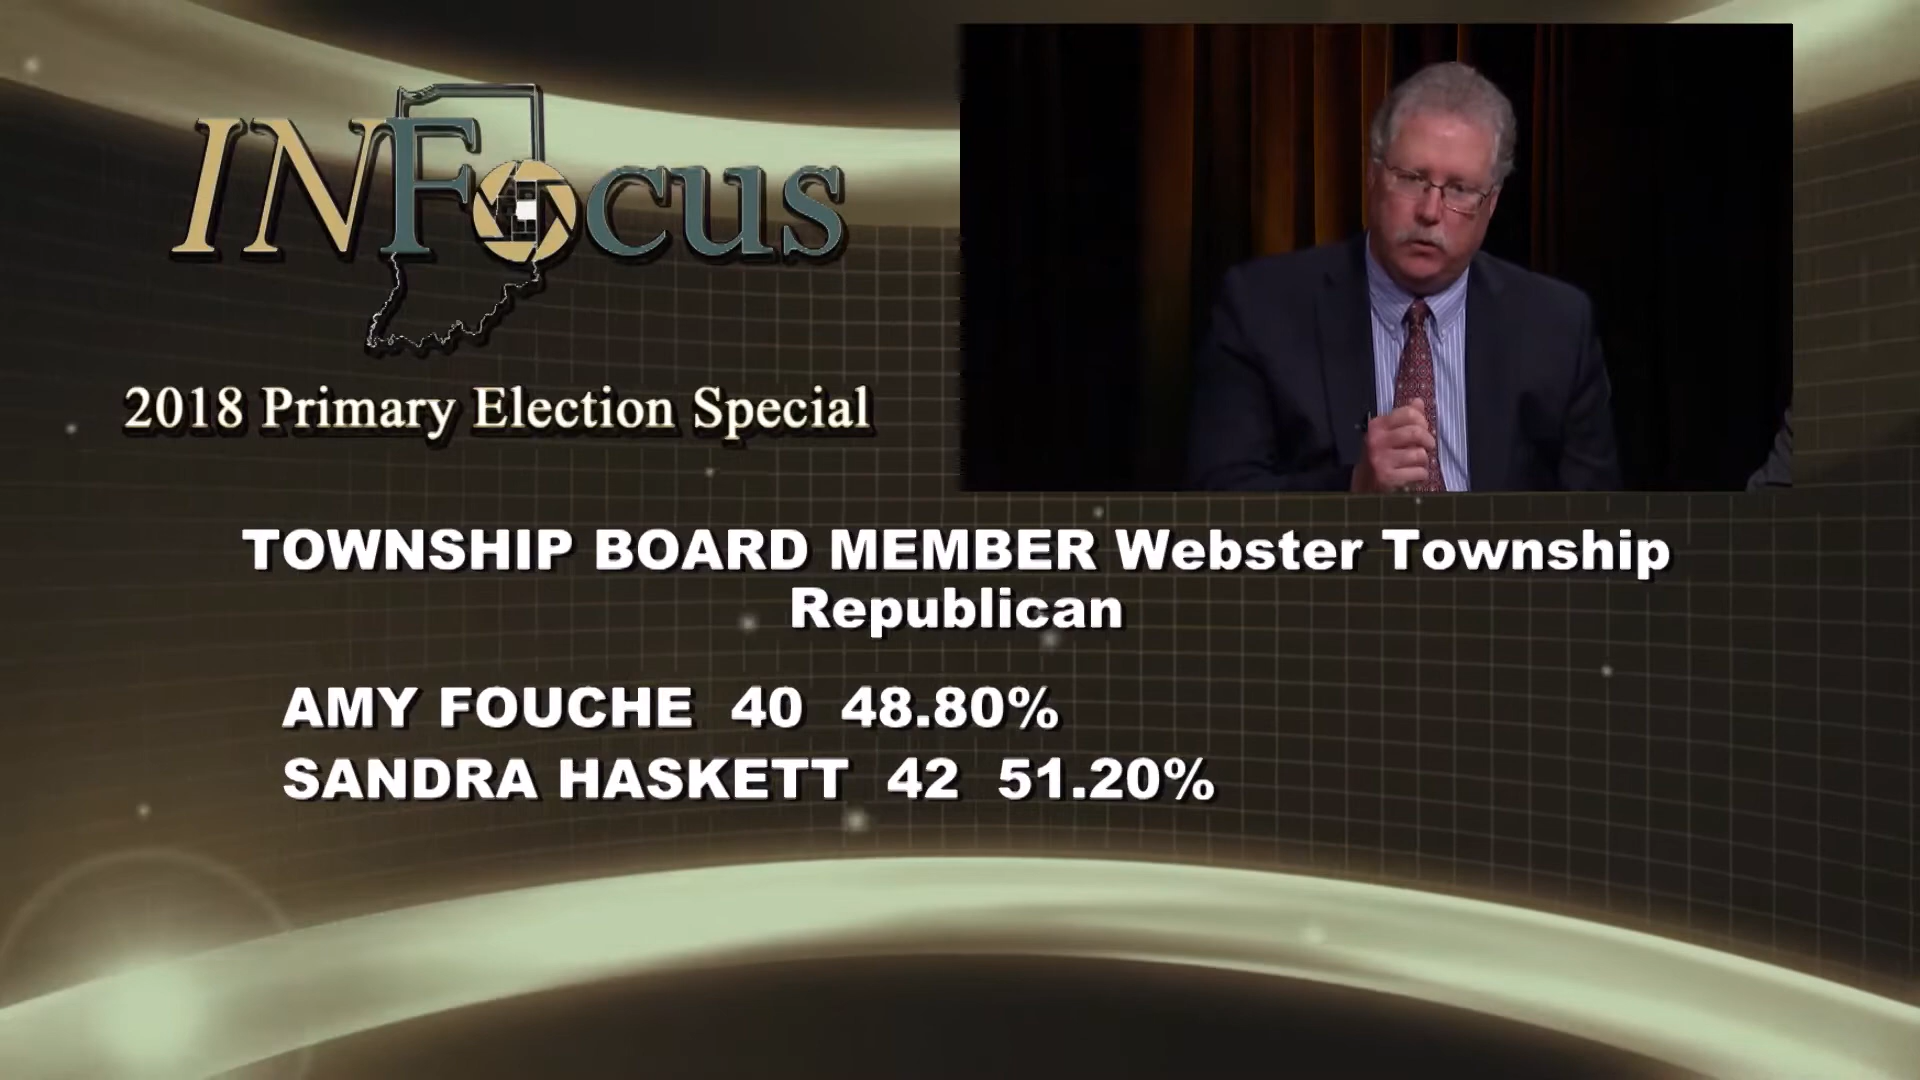 INFocus
2018 Primary Election Special
TOWNSHIP BOARD MEMBER Webster Township
Republican
AMY FOUCHE 40 48.80%
SANDRA HASKETT 42 51.20%